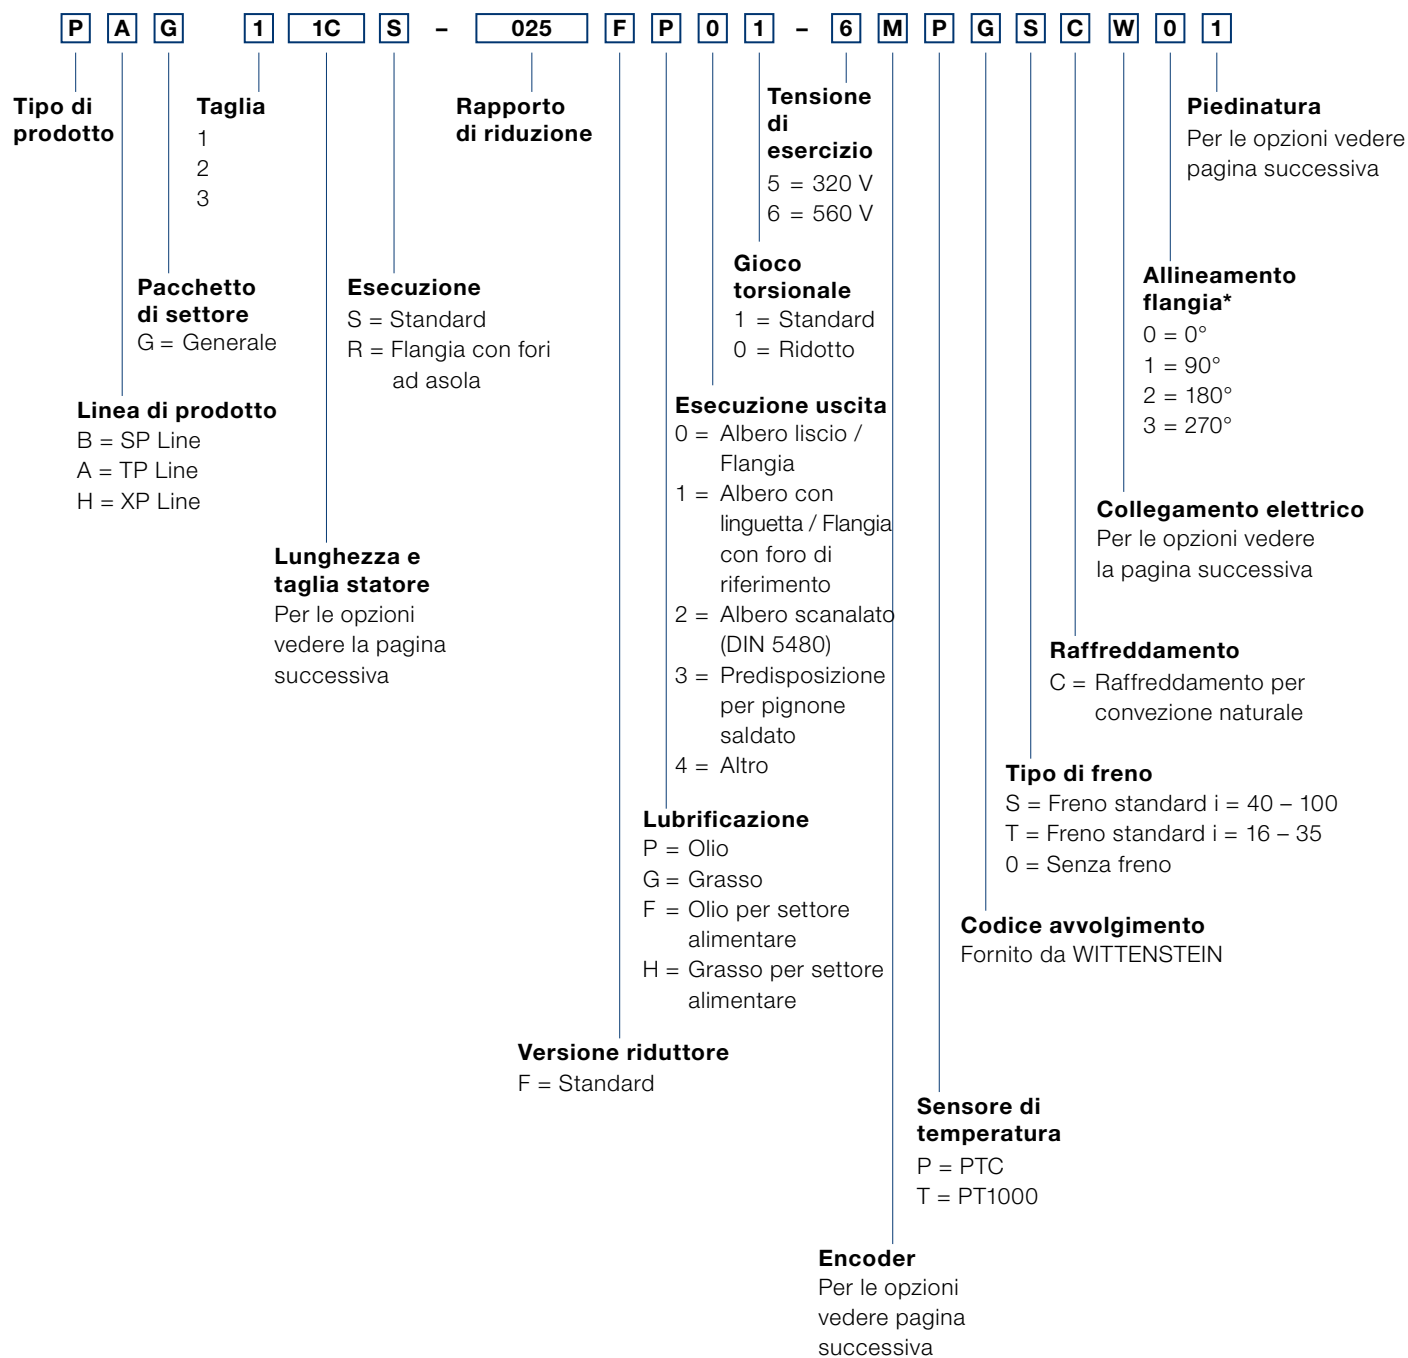 P A G 1 1C S – 025 F P 0 1 – 6 M P G S C W 0 1
Tipo di
prodotto
Taglia
1
2
3
Rapporto
di riduzione
Tensione
di
esercizio
5 = 320 V
6 = 560 V
Piedinatura
Per le opzioni vedere
pagina successiva
Pacchetto
di settore
G = Generale
Esecuzione
S = Standard
R = Flangia con fori
ad asola
Gioco
torsionale
1 = Standard
0 = Ridotto
Allineamento
flangia*
0 = 0°
1 = 90°
2 = 180°
3 = 270°
Linea di prodotto
B = SP Line
A = TP Line
H = XP Line
Esecuzione uscita
0 = Albero liscio /
Flangia
1 = Albero con
linguetta / Flangia
con foro di
riferimento
2 = Albero scanalato
(DIN 5480)
3 = Predisposizione
per pignone
saldato
4 = Altro
Collegamento elettrico
Per le opzioni vedere
la pagina successiva
Lunghezza e
taglia statore
Per le opzioni
vedere la pagina
successiva
Raffreddamento
C = Raffreddamento per
convezione naturale
Tipo di freno
S = Freno standard i = 40 – 100
T = Freno standard i = 16 – 35
0 = Senza freno
Lubrificazione
P = Olio
G = Grasso
F = Olio per settore
alimentare
H = Grasso per settore
alimentare
Codice avvolgimento
Fornito da WITTENSTEIN
Versione riduttore
F = Standard
Sensore di
temperatura
P = PTC
T = PT1000
Encoder
Per le opzioni
vedere pagina
successiva